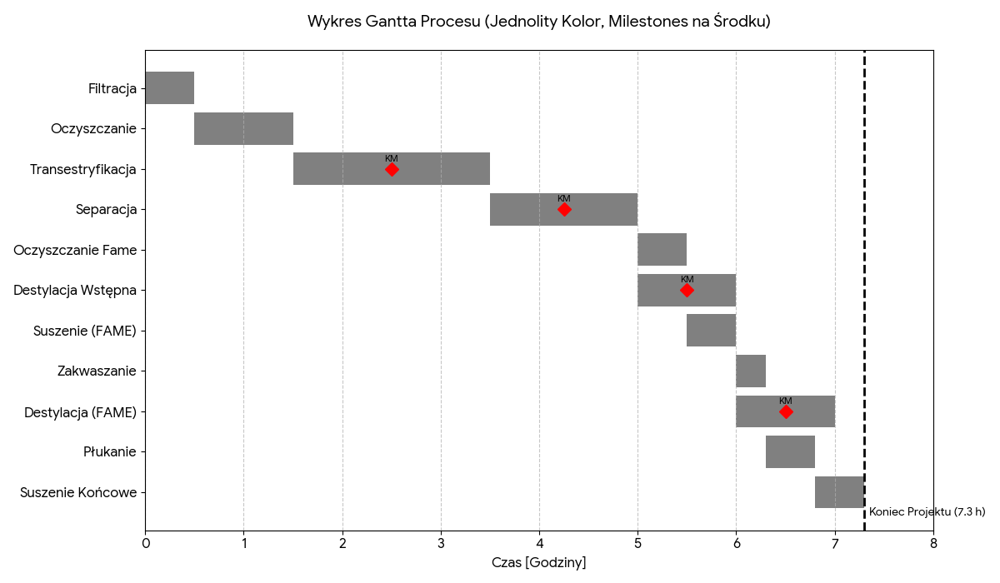 Wykres Gantta Procesu (Jednolity Kolor, Milestones na Środku)
Filtracja
Oczyszczanie
Transestryfikacja
KM
Separacja
KM
Oczyszczanie Fame
Destylacja Wstępna
KM
Suszenie (FAME)
Zakwaszanie
Destylacja (FAME)
KM
Płukanie
Suszenie Końcowe
Koniec Projektu (7.3 h)
0 1 2 3 4 5 6 7 8
Czas [Godziny]